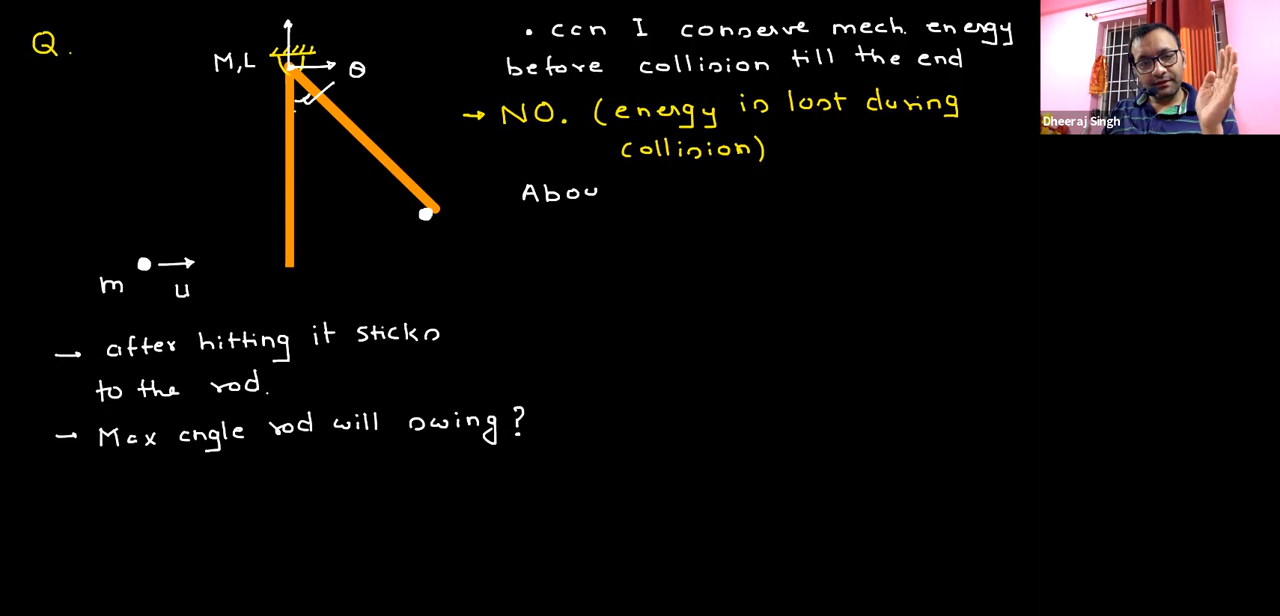 Q.
M, L
θ
• can I conserve mech. energy
before collision till the end
→ NO. (energy is lost during
collision)
Abou
m
u
→ after hitting it sticks
to the rod.
→ Max angle rod will swing?
Dheeraj Singh